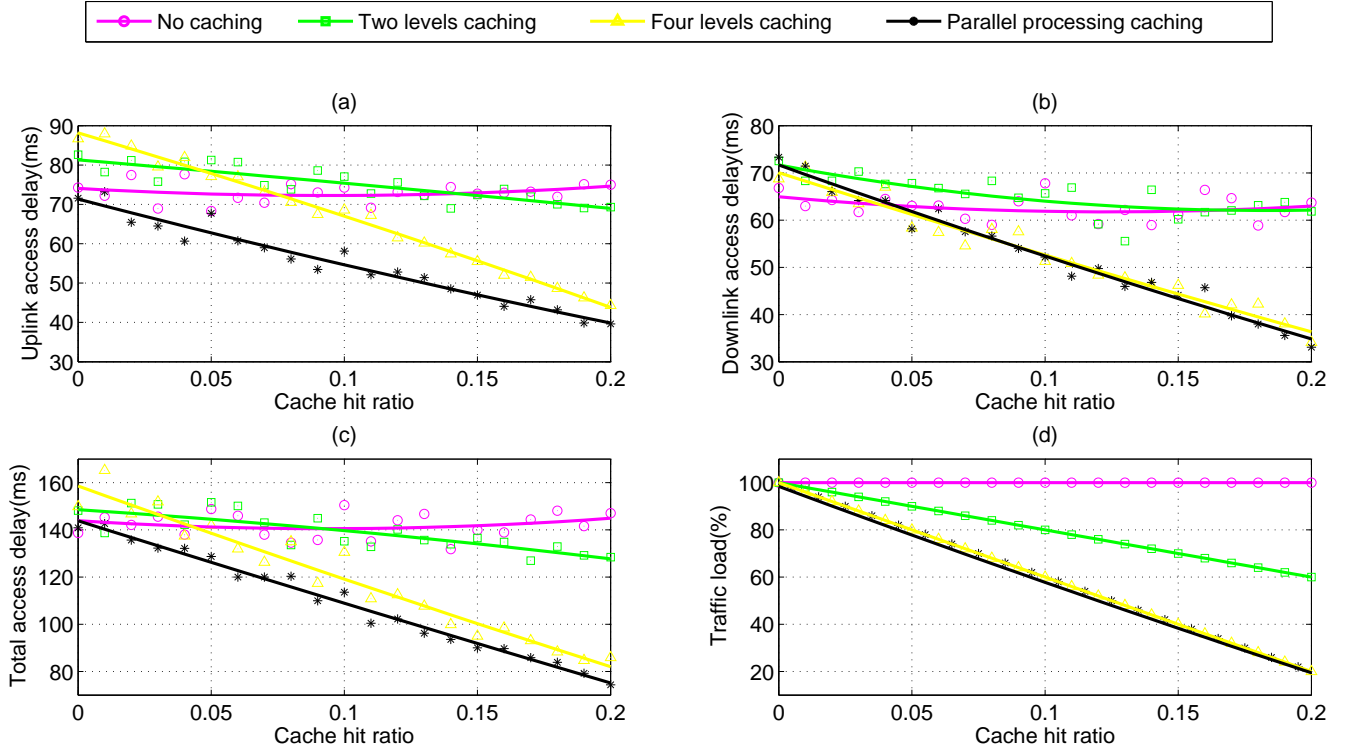 No caching Two levels caching Four levels caching Parallel processing caching
(a)
Uplink access delay(ms)
90
80
70
60
50
40
30
0 0.05 0.1 0.15 0.2
Cache hit ratio
(b)
Downlink access delay(ms)
80
70
60
50
40
30
0 0.05 0.1 0.15 0.2
Cache hit ratio
(c)
Total access delay(ms)
160
140
120
100
80
0 0.05 0.1 0.15 0.2
Cache hit ratio
(d)
Traffic load(%)
100
80
60
40
20
0 0.05 0.1 0.15 0.2
Cache hit ratio